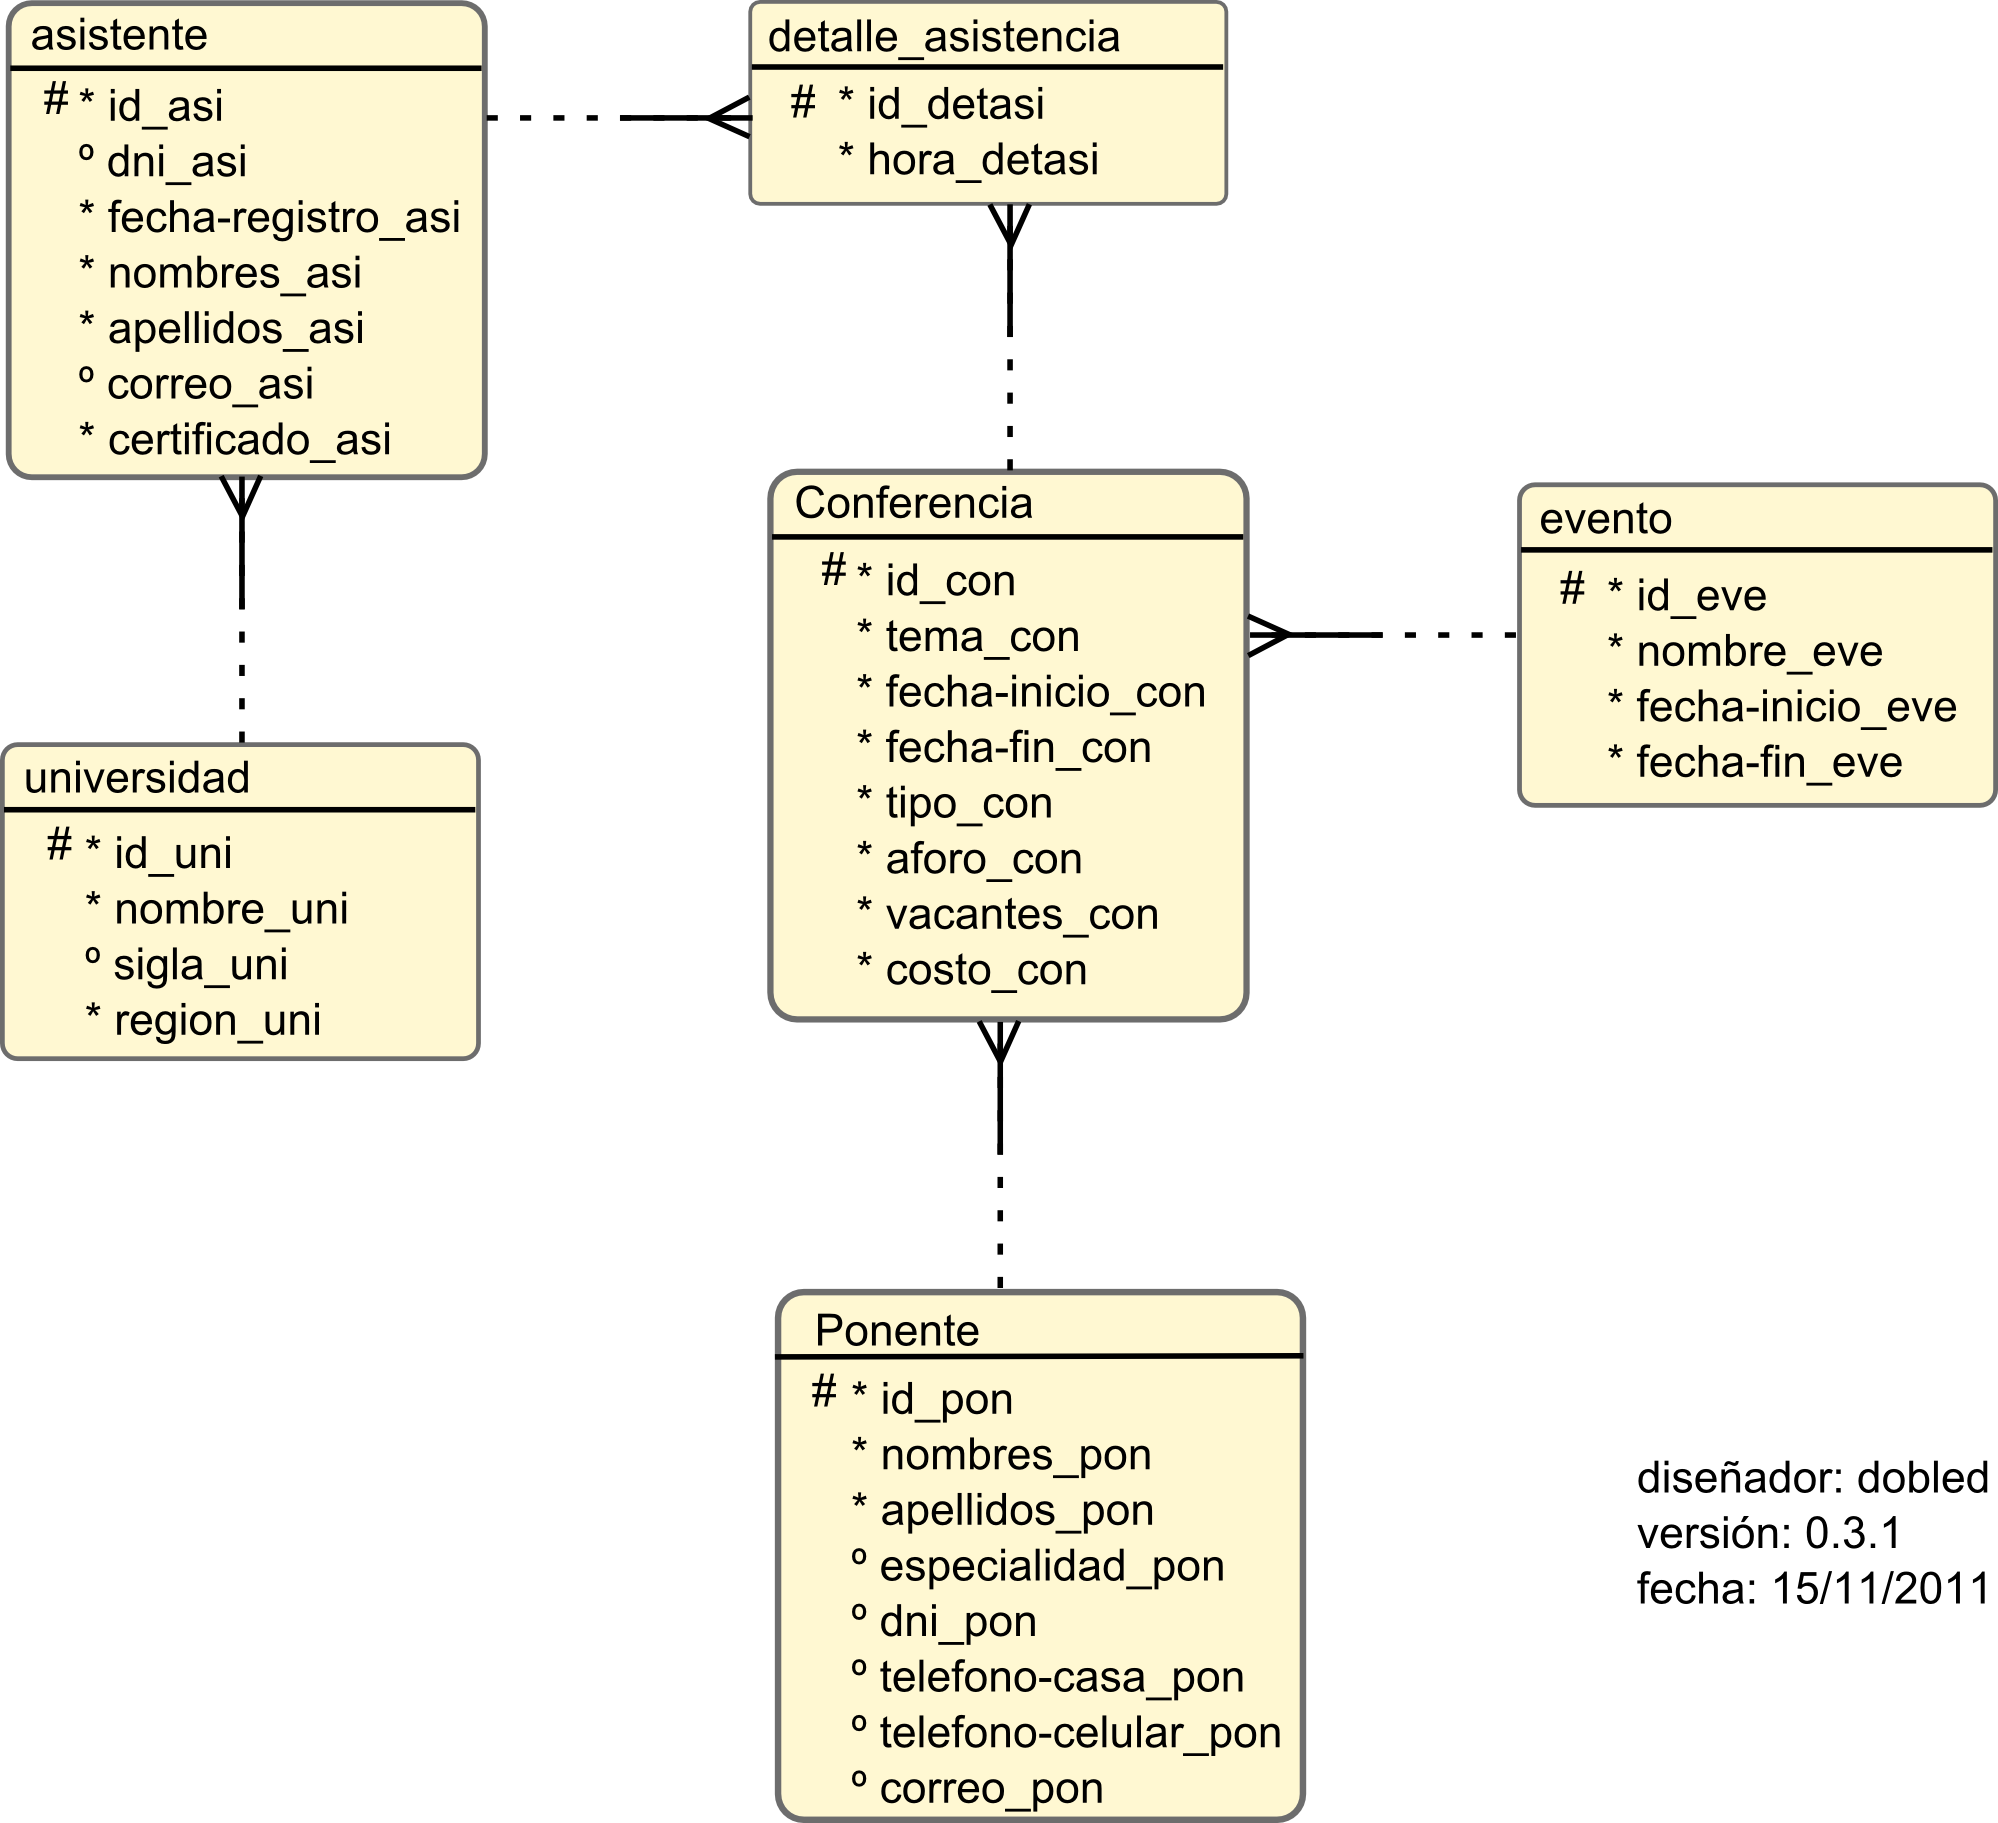 asistente
# * id_asi
º dni_asi
* fecha-registro_asi
* nombres_asi
* apellidos_asi
º correo_asi
* certificado_asi
detalle_asistencia
# * id_detasi
* hora_detasi
universidad
# * id_uni
* nombre_uni
º sigla_uni
* region_uni
Conferencia
# * id_con
* tema_con
* fecha-inicio_con
* fecha-fin_con
* tipo_con
* aforo_con
* vacantes_con
* costo_con
evento
# * id_eve
* nombre_eve
* fecha-inicio_eve
* fecha-fin_eve
Ponente
# * id_pon
* nombres_pon
* apellidos_pon
º especialidad_pon
º dni_pon
º telefono-casa_pon
º telefono-celular_pon
º correo_pon
diseñador: dobled
versión: 0.3.1
fecha: 15/11/2011